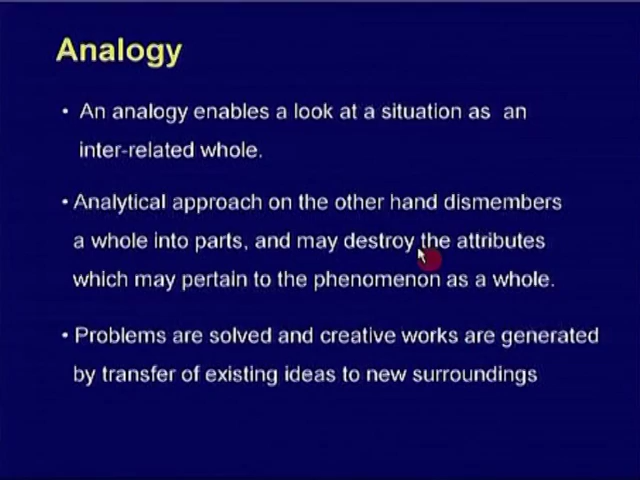 Analogy
• An analogy enables a look at a situation as an
inter-related whole.
• Analytical approach on the other hand dismembers
a whole into parts, and may destroy the attributes
which may pertain to the phenomenon as a whole.
• Problems are solved and creative works are generated
by transfer of existing ideas to new surroundings